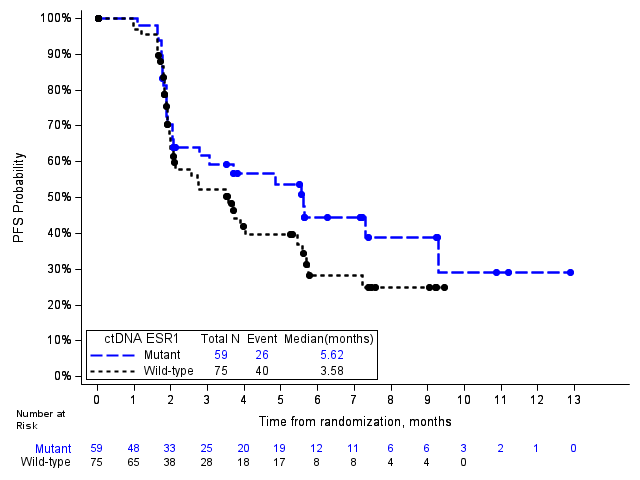 PFS Probability
100%
90%
80%
70%
60%
50%
40%
30%
20%
10%
0%
ctDNA ESR1 Total N Event Median(months)
Mutant 59 26 5.62
Wild-type 75 40 3.58
0 1 2 3 4 5 6 7 8 9 10 11 12 13
Time from randomization, months
Number at
Risk
Mutant 59 48 33 25 20 19 12 11 6 6 3 2 1 0
Wild-type 75 65 38 28 18 17 8 8 4 4 0